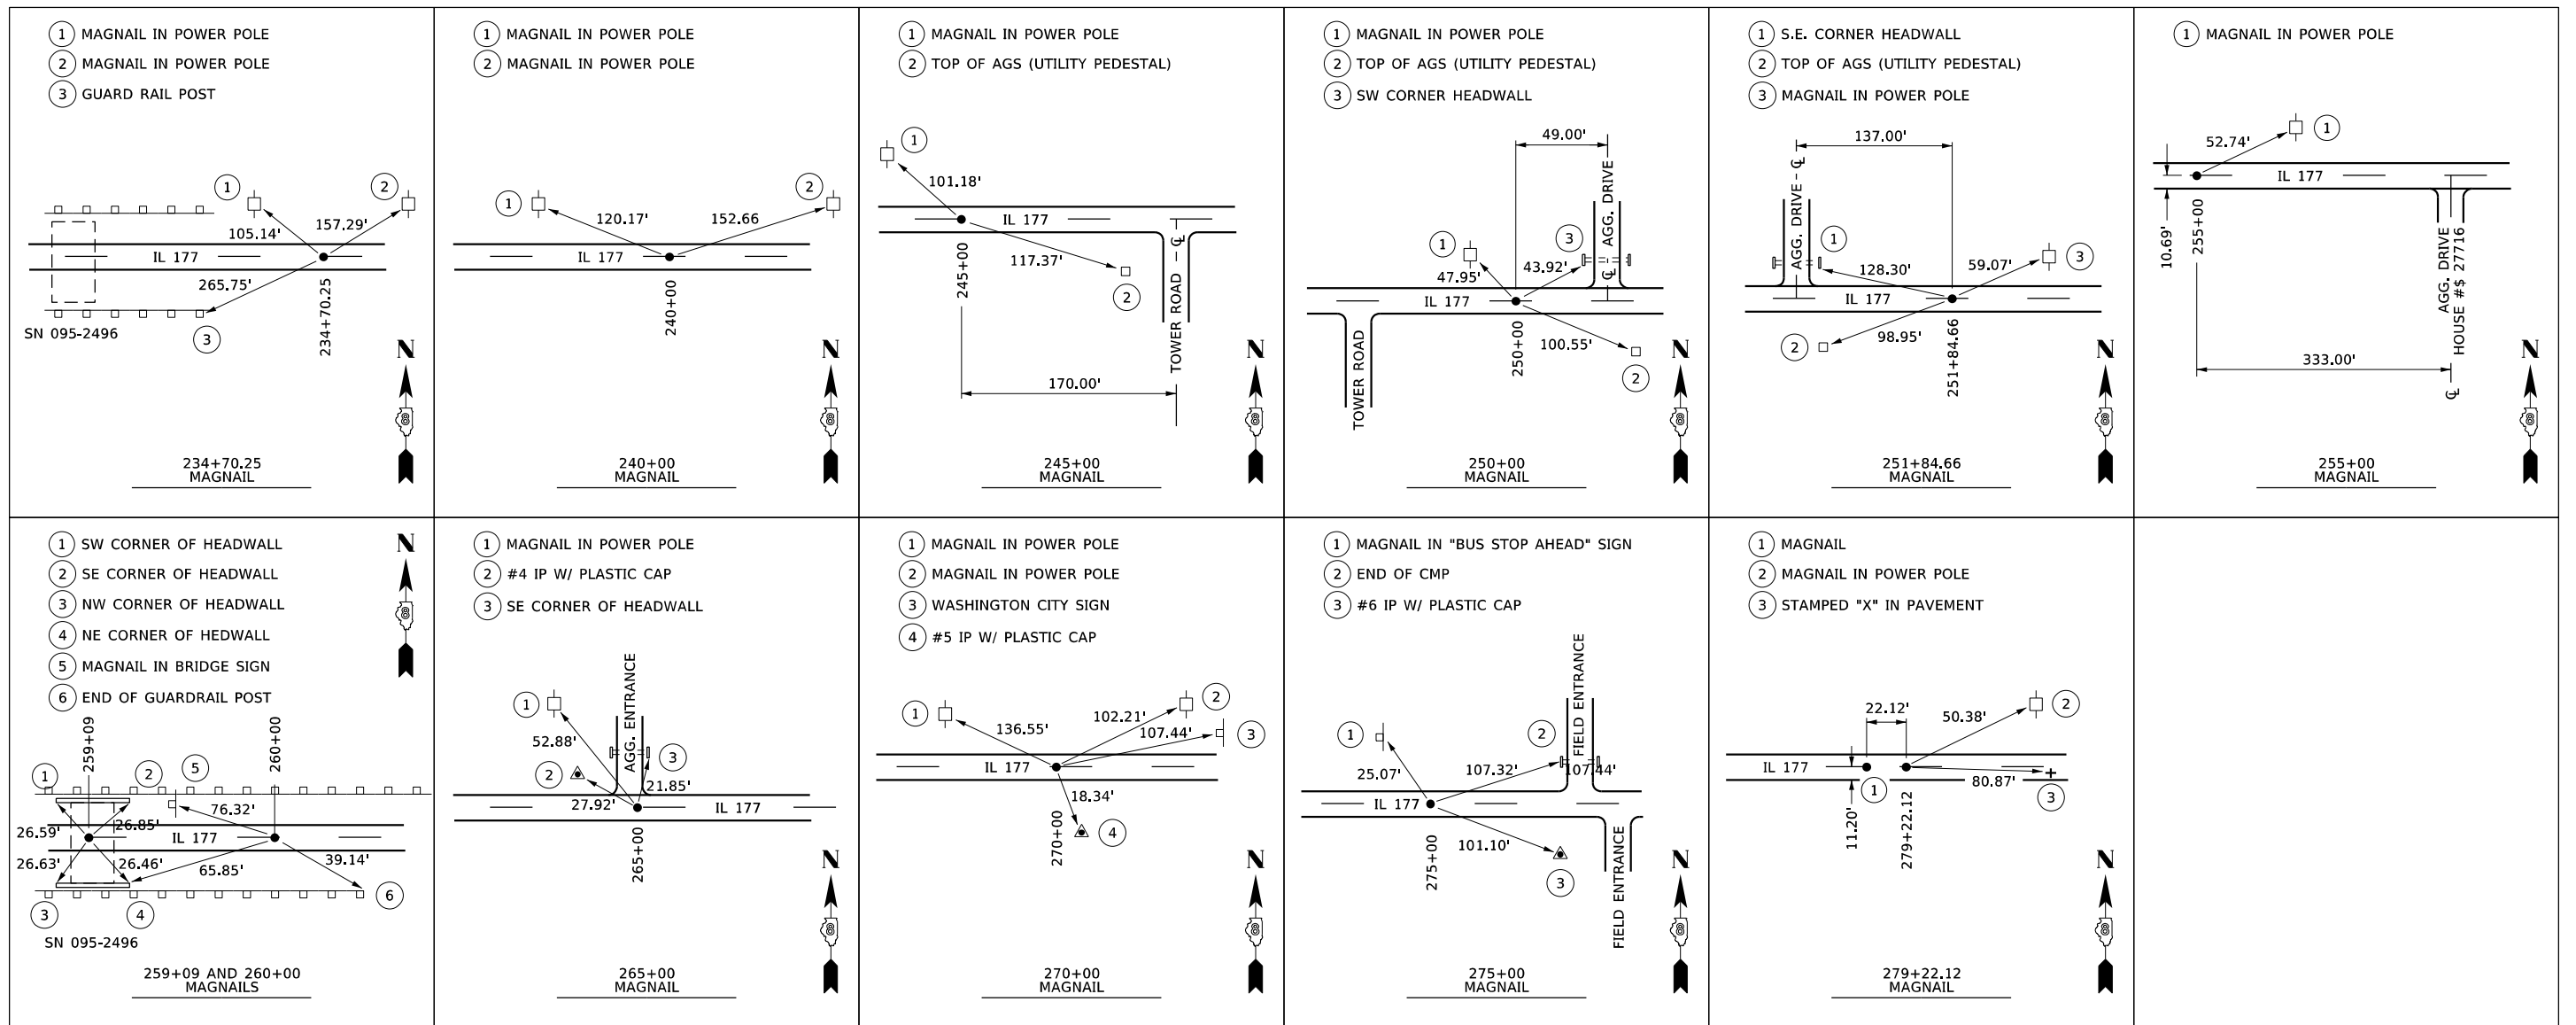 1 MAGNAIL IN POWER POLE
2 MAGNAIL IN POWER POLE
3 GUARD RAIL POST
1
2
157.29'
105.14'
IL 177
265.75'
SN 095-2496
3
234+70.25
N
8
234+70.25
MAGNAIL
1 MAGNAIL IN POWER POLE
2 MAGNAIL IN POWER POLE
1
2
120.17'
152.66
IL 177
240+00
N
8
240+00
MAGNAIL
1 MAGNAIL IN POWER POLE
2 TOP OF AGS (UTILITY PEDESTAL)
1
101.18'
IL 177
117.37'
2
245+00
TOWER ROAD - CL
170.00'
N
8
245+00
MAGNAIL
1 MAGNAIL IN POWER POLE
2 TOP OF AGS (UTILITY PEDESTAL)
3 SW CORNER HEADWALL
49.00'
CL - AGG. DRIVE
1
3
47.95'
43.92'
IL 177
100.55'
2
TOWER ROAD
250+00
N
8
250+00
MAGNAIL
1 S.E. CORNER HEADWALL
2 TOP OF AGS (UTILITY PEDESTAL)
3 MAGNAIL IN POWER POLE
137.00'
AGG. DRIVE - CL
1
3
128.30'
59.07'
IL 177
98.95'
2
251+84.66
N
8
251+84.66
MAGNAIL
1 MAGNAIL IN POWER POLE
1
52.74'
IL 177
10.69'
255+00
AGG. DRIVE
HOUSE #$ 27716
333.00'
CL
N
8
255+00
MAGNAIL
1 SW CORNER OF HEADWALL
2 SE CORNER OF HEADWALL
3 NW CORNER OF HEADWALL
4 NE CORNER OF HEDWALL
5 MAGNAIL IN BRIDGE SIGN
6 END OF GUARDRAIL POST
N
8
259+09
260+00
1
2
5
76.32'
26.59'
26.85'
IL 177
26.63'
26.46'
65.85'
39.14'
3
4
6
SN 095-2496
259+09 AND 260+00
MAGNAILS
1 MAGNAIL IN POWER POLE
2 #4 IP W/ PLASTIC CAP
3 SE CORNER OF HEADWALL
AGG. ENTRANCE
1
52.88'
3
2
21.85'
27.92'
IL 177
265+00
N
8
265+00
MAGNAIL
1 MAGNAIL IN POWER POLE
2 MAGNAIL IN POWER POLE
3 WASHINGTON CITY SIGN
4 #5 IP W/ PLASTIC CAP
1
2
136.55'
102.21'
107.44'
3
IL 177
18.34'
4
270+00
N
8
270+00
MAGNAIL
1 MAGNAIL IN "BUS STOP AHEAD" SIGN
2 END OF CMP
3 #6 IP W/ PLASTIC CAP
FIELD ENTRANCE
1
2
25.07'
107.32'
107.44'
IL 177
101.10'
3
275+00
FIELD ENTRANCE
N
8
275+00
MAGNAIL
1 MAGNAIL
2 MAGNAIL IN POWER POLE
3 STAMPED "X" IN PAVEMENT
22.12'
50.38'
2
IL 177
80.87'
1
3
11.20'
279+22.12
N
8
279+22.12
MAGNAIL